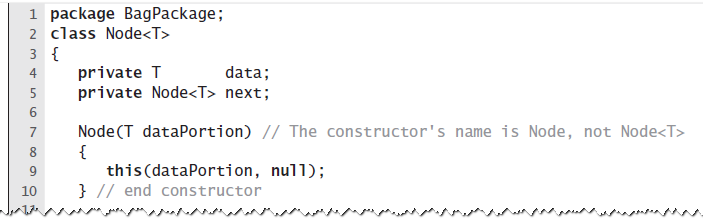 1 package BagPackage;
2 class Node<T>
3 {
4    private T       data;
5    private Node<T> next;
6
7    Node(T dataPortion) // The constructor's name is Node, not Node<T>
8    {
9       this(dataPortion, null);
10    } // end constructor